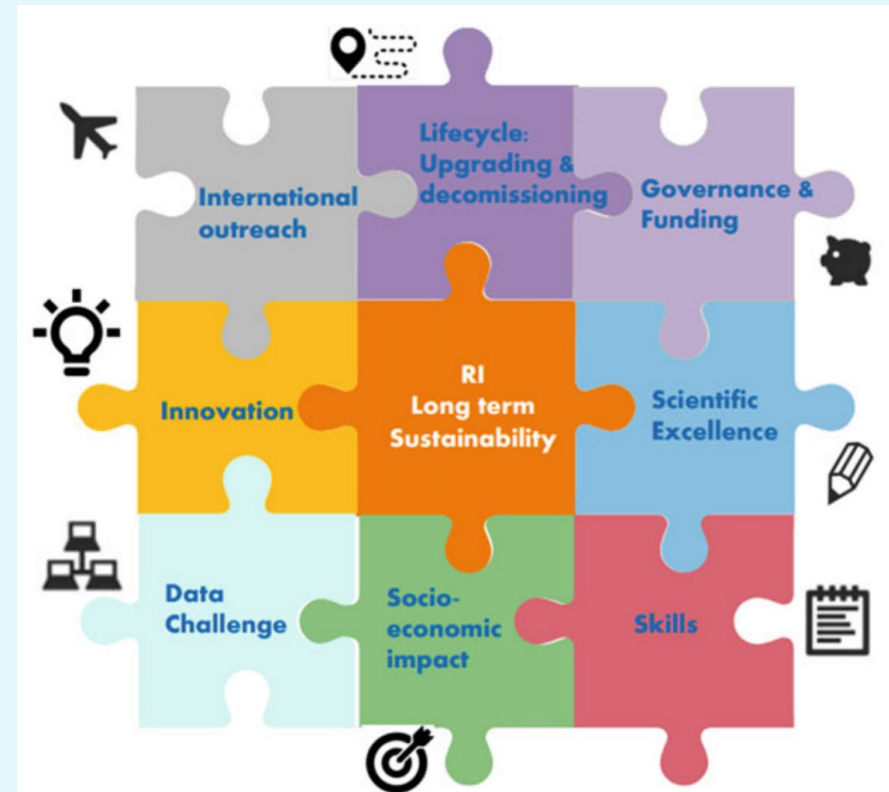 International
outreach
Lifecycle:
Upgrading &
decomissioning
Governance &
Funding
Innovation
RI
Long term
Sustainability
Scientific
Excellence
Data
Challenge
Socio-
economic
impact
Skills